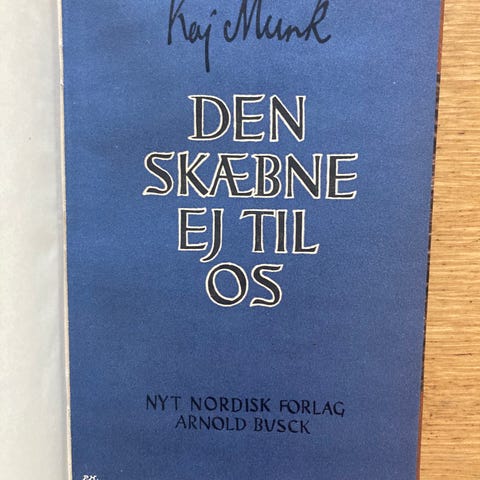 Kaj Munk
DEN
SKÆBNE
EJ TIL
OS
NYT NORDISK FORLAG
ARNOLD BUSCK